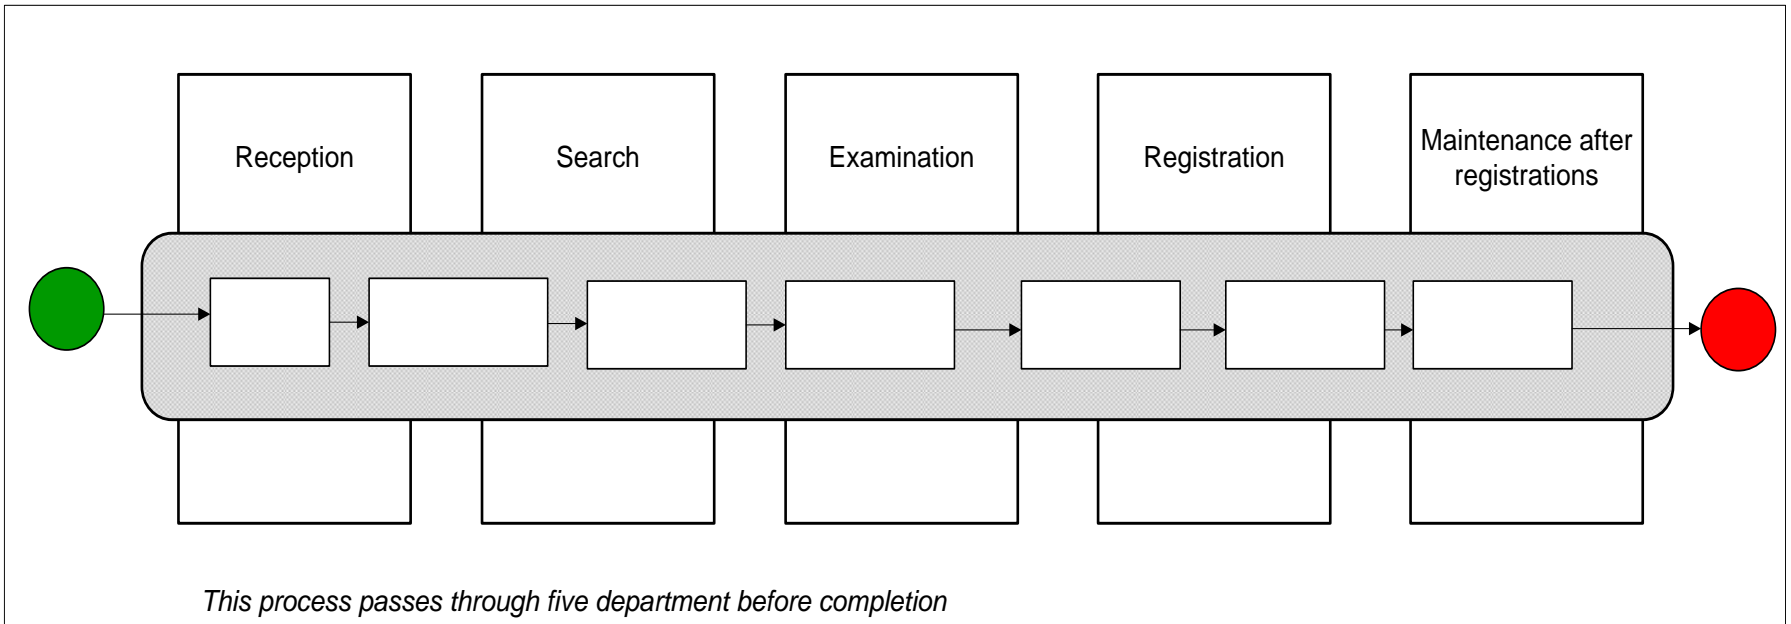 Reception
Search
Examination
Registration
Maintenance after
registrations
This process passes through five department before completion